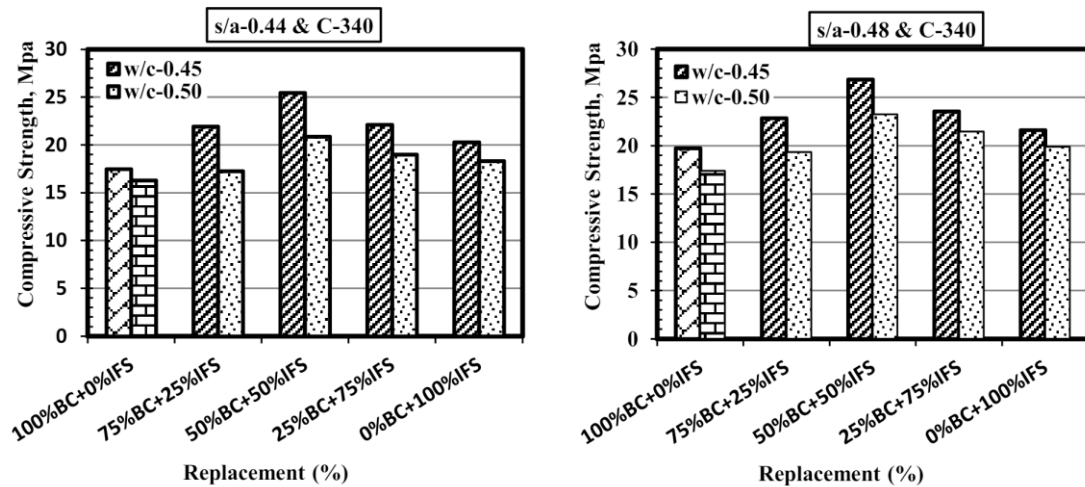 s/a-0.44 & C-340
Compressive Strength, Mpa
30
25
20
15
10
5
0
w/c-0.45
w/c-0.50
100%BC+0%IFS
75%BC+25%IFS
50%BC+50%IFS
25%BC+75%IFS
0%BC+100%IFS
Replacement (%)
s/a-0.48 & C-340
Compressive Strength, Mpa
30
25
20
15
10
5
0
w/c-0.45
w/c-0.50
100%BC+0%IFS
75%BC+25%IFS
50%BC+50%IFS
25%BC+75%IFS
0%BC+100%IFS
Replacement (%)